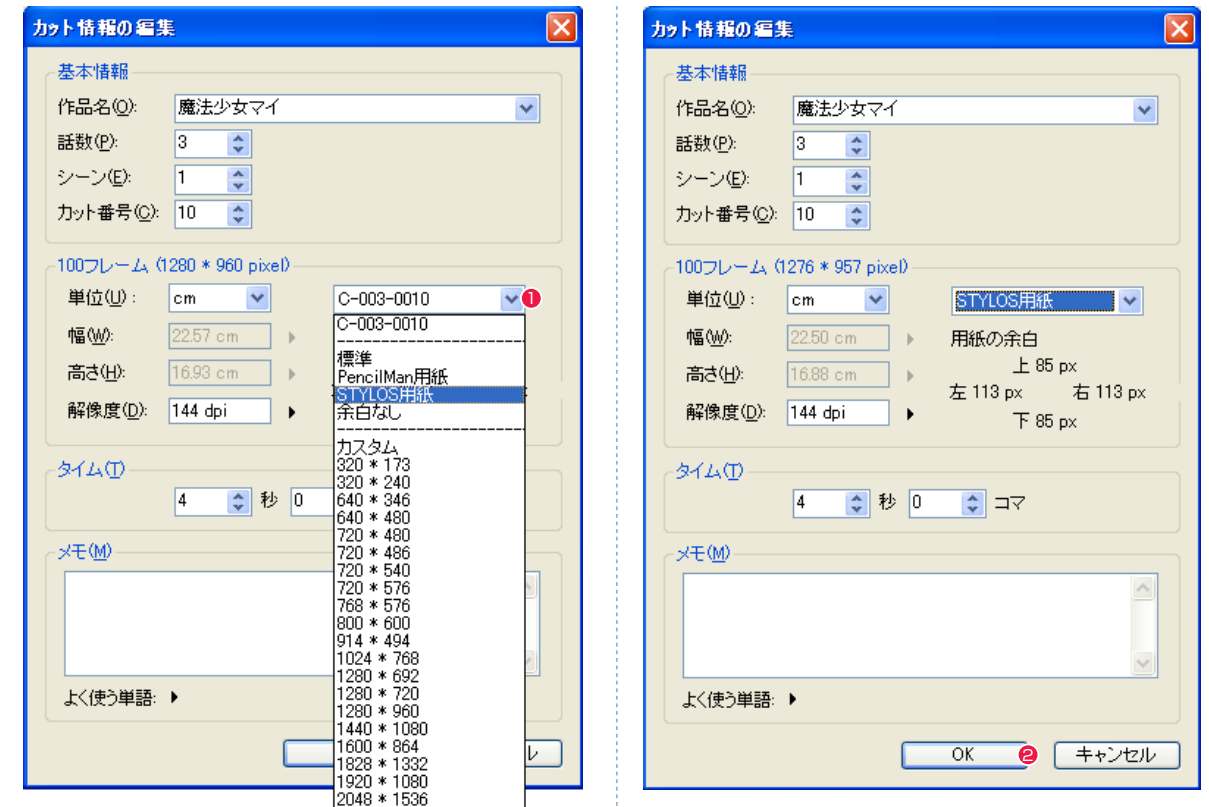 カット情報の編集
基本情報
作品名(O): 魔法少女マイ
話数(P): 3
シーン(E): 1
カット番号(C): 10
100フレーム (1280 * 960 pixel)
単位(U) : cm C-003-0010 ❶
幅(W): 22.57 cm
高さ(H): 16.93 cm
解像度(D): 144 dpi
C-003-0010
標準
PencilMan用紙
STYLOS用紙
余白なし
カスタム
320 * 173
320 * 240
640 * 346
640 * 480
720 * 480
720 * 486
720 * 540
720 * 576
768 * 576
800 * 600
914 * 494
1024 * 768
1280 * 692
1280 * 720
1280 * 960
1440 * 1080
1600 * 864
1828 * 1332
1920 * 1080
2048 * 1536
タイム(T)
4 秒 0
メモ(M)
よく使う単語:
ル
カット情報の編集
基本情報
作品名(O): 魔法少女マイ
話数(P): 3
シーン(E): 1
カット番号(C): 10
100フレーム (1276 * 957 pixel)
単位(U) : cm STYLOS用紙
幅(W): 22.50 cm 用紙の余白
高さ(H): 16.88 cm 上 85 px
左 113 px 右 113 px
解像度(D): 144 dpi 下 85 px
タイム(T)
4 秒 0 コマ
メモ(M)
よく使う単語:
OK ❷ キャンセル